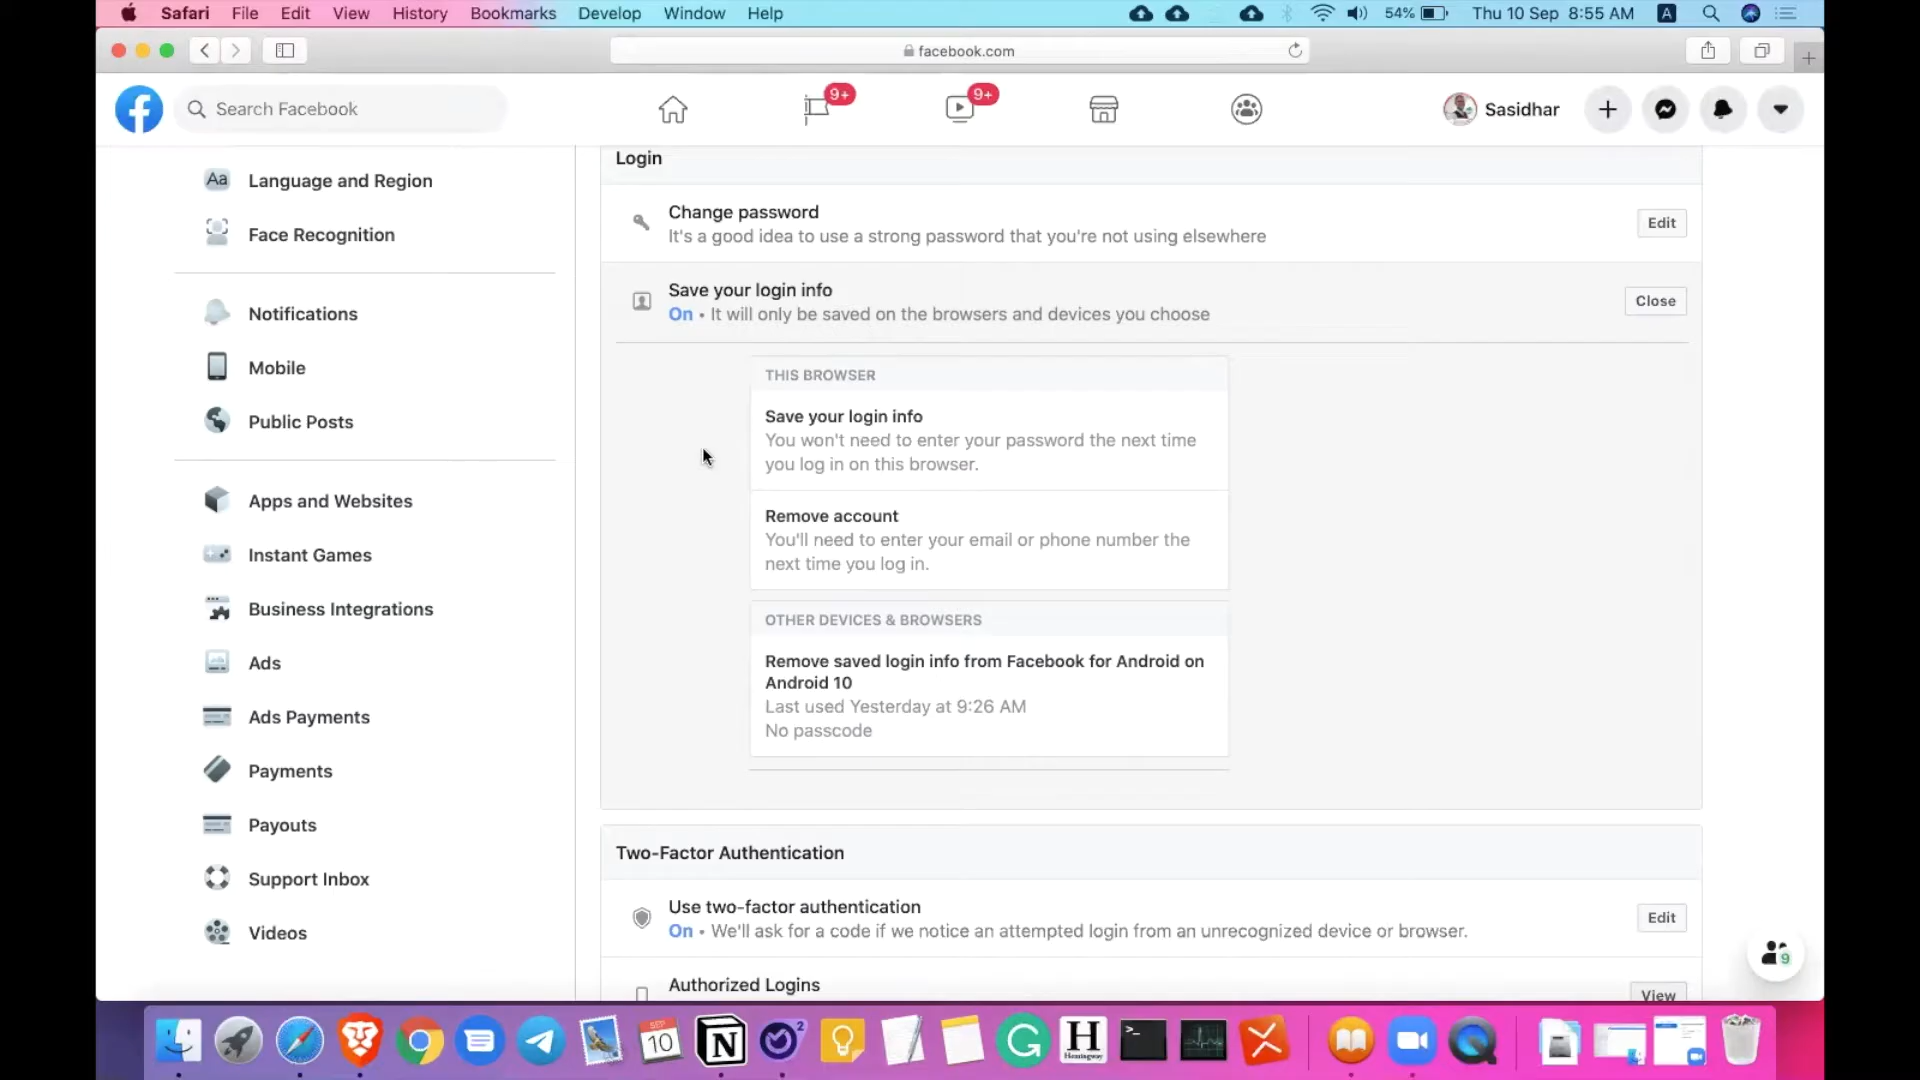 Safari File Edit View History Bookmarks Develop Window Help 54% Thu 10 Sep 8:55 AM A
facebook.com
Search Facebook 9+ 9+ Sasidhar
Aa Language and Region
Face Recognition
Notifications
Mobile
Public Posts
Apps and Websites
Instant Games
Business Integrations
Ads
Ads Payments
Payments
Payouts
Support Inbox
Videos
Login
Change password
It's a good idea to use a strong password that you're not using elsewhere
Edit
Save your login info
On • It will only be saved on the browsers and devices you choose
Close
THIS BROWSER
Save your login info
You won't need to enter your password the next time
you log in on this browser.
Remove account
You'll need to enter your email or phone number the
next time you log in.
OTHER DEVICES & BROWSERS
Remove saved login info from Facebook for Android on
Android 10
Last used Yesterday at 9:26 AM
No passcode
Two-Factor Authentication
Use two-factor authentication
On • We'll ask for a code if we notice an attempted login from an unrecognized device or browser.
Edit
Authorized Logins
View
9
SEP
10
N
2
G
H
Hemingway